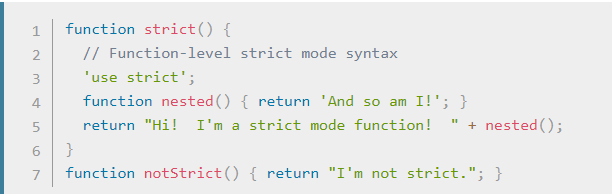 1 function strict() {
2 // Function-level strict mode syntax
3 'use strict';
4 function nested() { return 'And so am I!'; }
5 return "Hi!  I'm a strict mode function!  " + nested();
6 }
7 function notStrict() { return "I'm not strict."; }